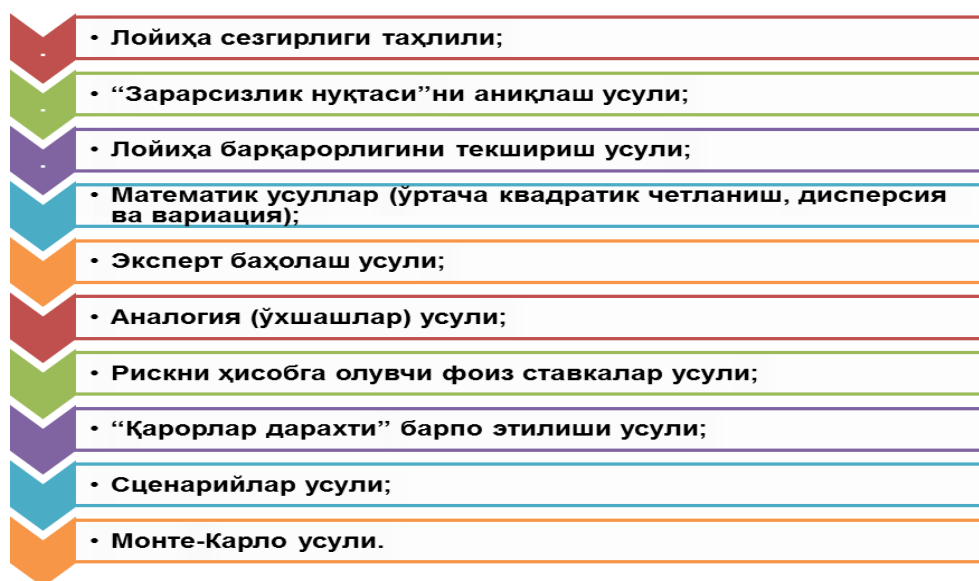 • Лойиҳа сезгирлиги таҳлили;
• “Зарарсизлик нуқтаси”ни аниқлаш усули;
• Лойиҳа барқарорлигини текшириш усули;
• Математик усуллар (ўртача квадратик четланиш, дисперсия
ва вариация);
• Эксперт баҳолаш усули;
• Аналогия (ўхшашлар) усули;
• Рискни ҳисобга олувчи фоиз ставкалар усули;
• “Қарорлар дарахти” барпо этилиши усули;
• Сценарийлар усули;
• Монте-Карло усули.